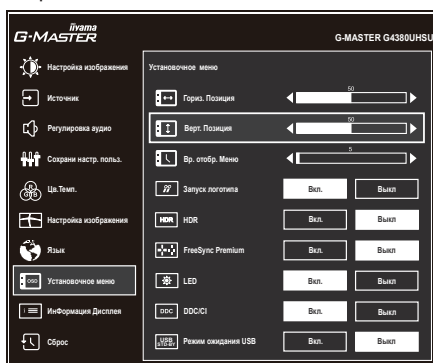 iiyama
G-MASTER
G-MASTER G4380UHSU
Настройка изображения
Источник
Регулировка аудио
Сохрани настр. польз.
Цв.Темп.
Настройка изображения
Язык
OSD Установочное меню
i ИнФормация Дисплея
Сброс
Установочное меню
Гориз. Позиция 50
Верт. Позиция 50
Вр. отобр. Меню 5
Запуск логотипа Вкл. Выкл
HDR HDR Вкл. Выкл
FreeSync Premium Вкл. Выкл
LED Вкл. Выкл
DDC DDC/CI Вкл. Выкл
USB STD-BY Режим ожидания USB Вкл. Выкл